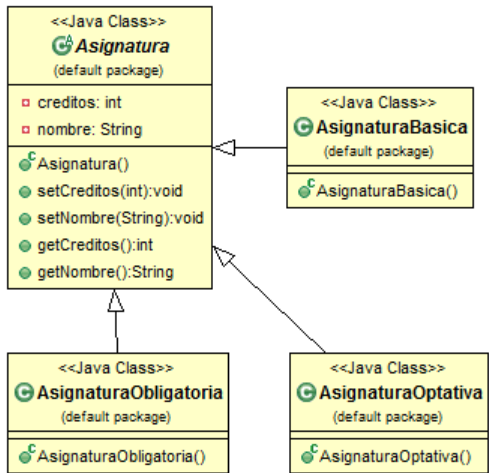 <<Java Class>>
Asignatura
(default package)
creditos: int
nombre: String
Asignatura()
setCreditos(int):void
setNombre(String):void
getCreditos():int
getNombre():String
<<Java Class>>
AsignaturaBasica
(default package)
AsignaturaBasica()
<<Java Class>>
AsignaturaObligatoria
(default package)
AsignaturaObligatoria()
<<Java Class>>
AsignaturaOptativa
(default package)
AsignaturaOptativa()